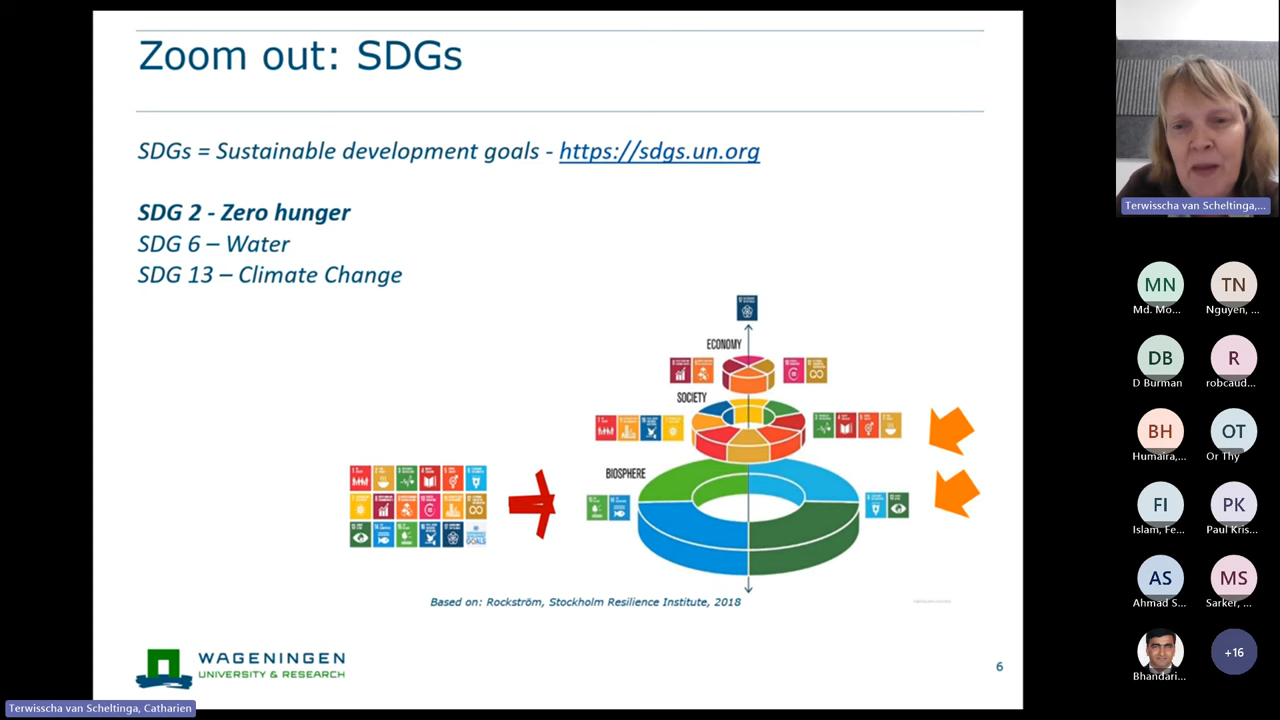 Zoom out: SDGs
SDGs = Sustainable development goals - https://sdgs.un.org
SDG 2 - Zero hunger
SDG 6 – Water
SDG 13 – Climate Change
ECONOMY
SOCIETY
BIOSPHERE
Based on: Rockström, Stockholm Resilience Institute, 2018
WAGENINGEN
UNIVERSITY & RESEARCH
6
Terwisscha van Scheltinga, Catharien
Terwisscha van Scheltinga,...
MN
TN
Md. Mo...
Nguyen, ...
DB
R
D Burman
robcaud...
BH
OT
Humaira,...
Or Thy
FI
PK
Islam, Fe...
Paul Kris...
AS
MS
Ahmad S...
Sarker, ...
+16
Bhandari...